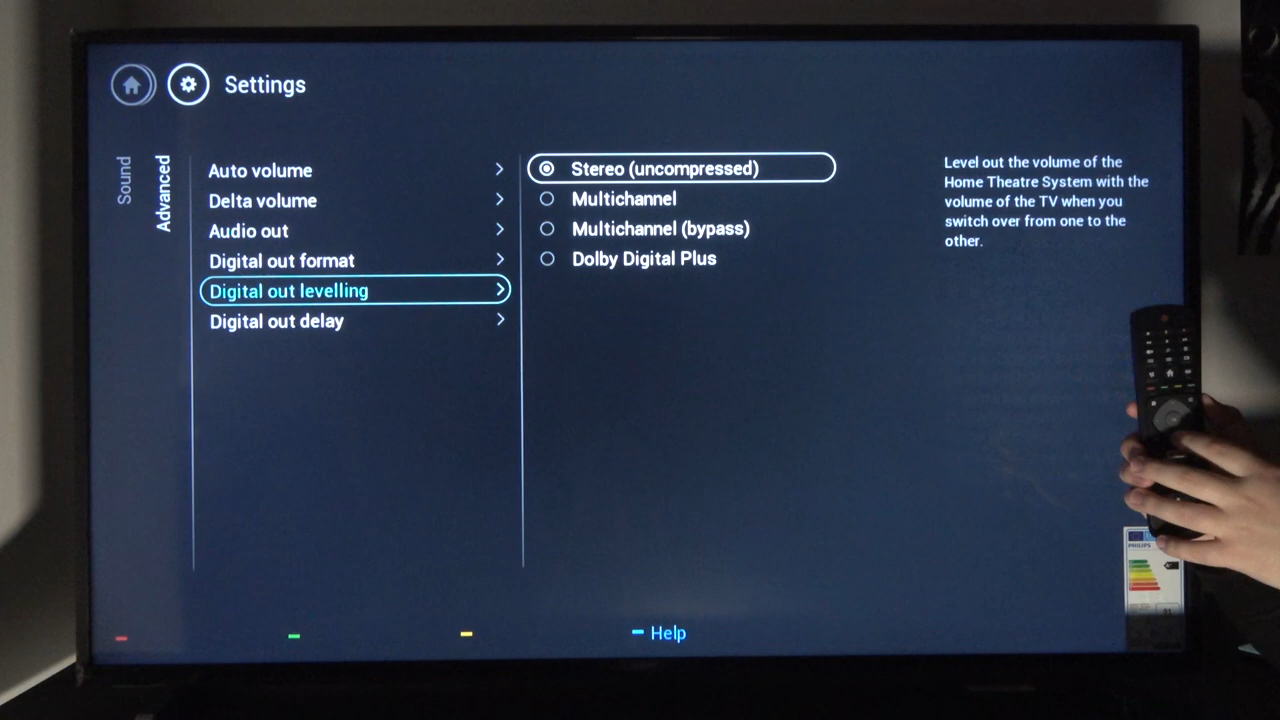 Settings
Sound
Advanced
Auto volume
Delta volume
Audio out
Digital out format
Digital out levelling
Digital out delay
Stereo (uncompressed)
Multichannel
Multichannel (bypass)
Dolby Digital Plus
Level out the volume of the
Home Theatre System with the
volume of the TV when you
switch over from one to the
other.
Help
PHILIPS